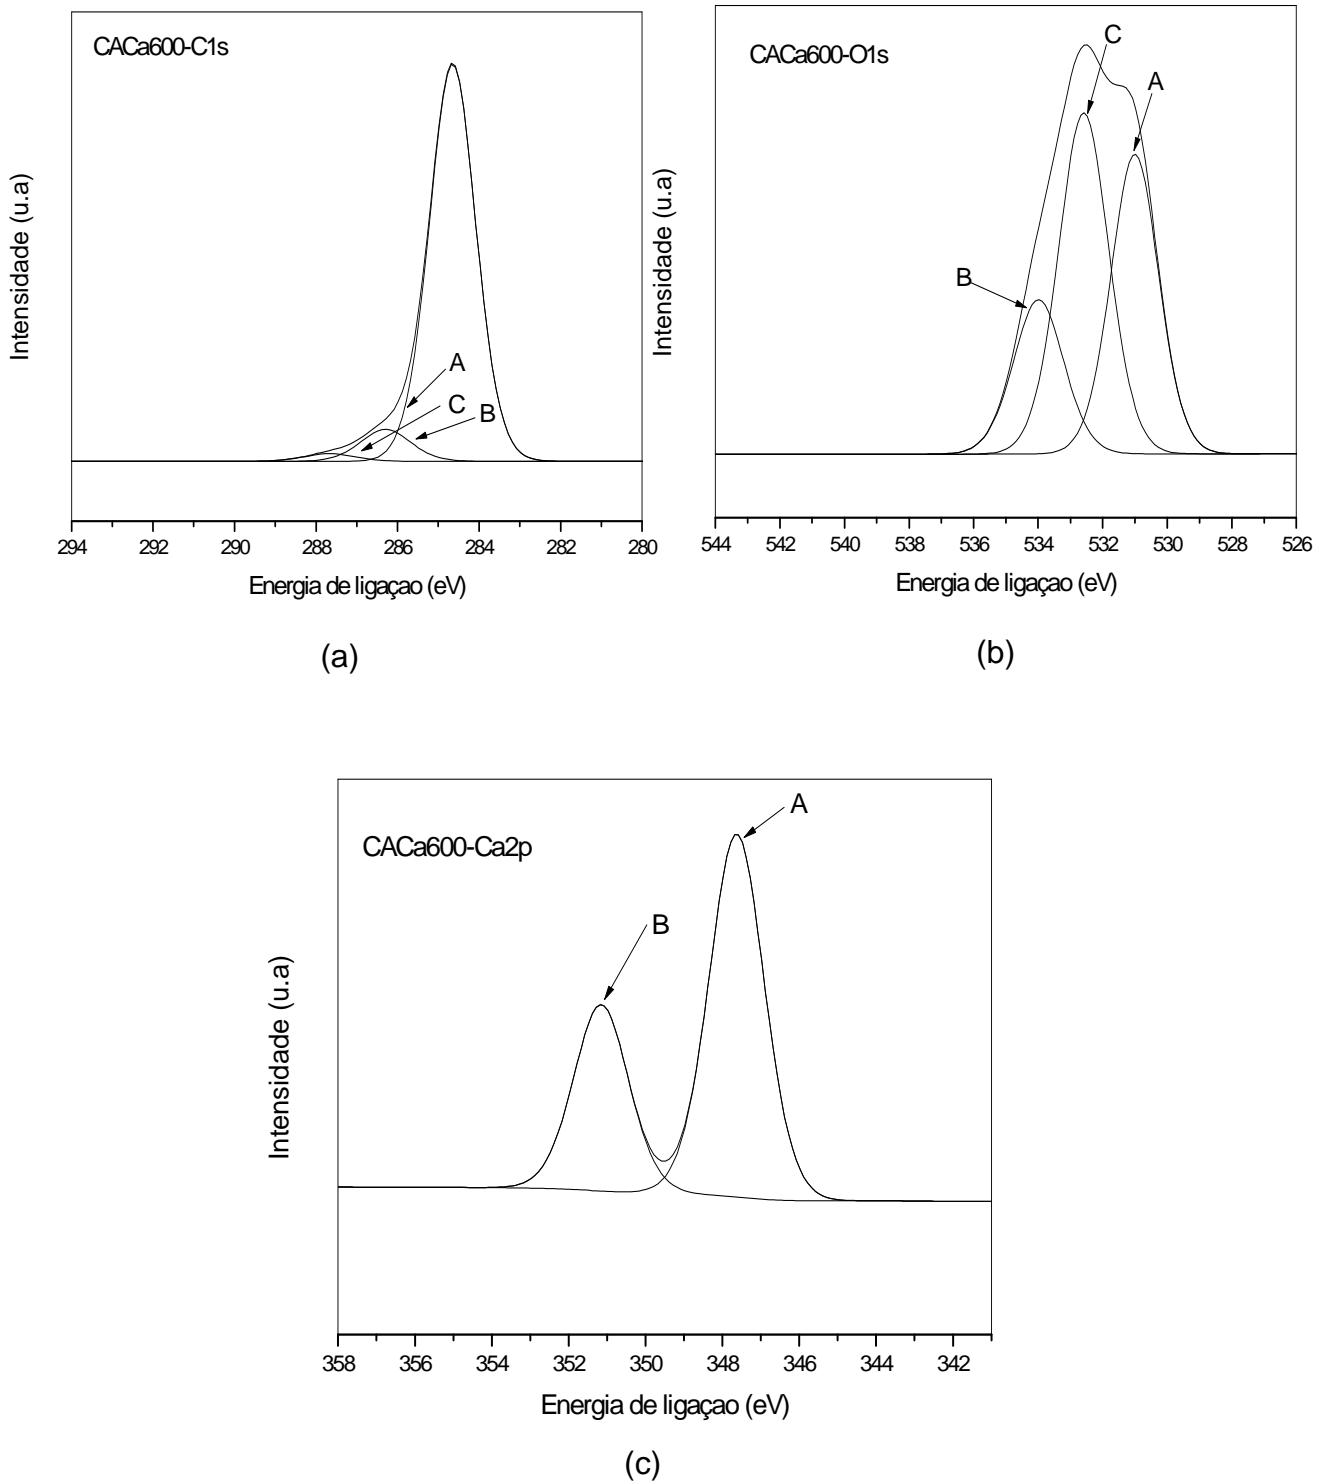 CACa600-C1s
A
C
B
Intensidade (u.a)
294 292 290 288 286 284 282 280
Energia de ligaçao (eV)
(a)
CACa600-O1s
C
A
B
Intensidade (u.a)
544 542 540 538 536 534 532 531 530 528 526
Energia de ligaçao (eV)
(b)
CACa600-Ca2p
A
B
Intensidade (u.a)
358 356 354 352 350 348 346 344 342
Energia de ligaçao (eV)
(c)